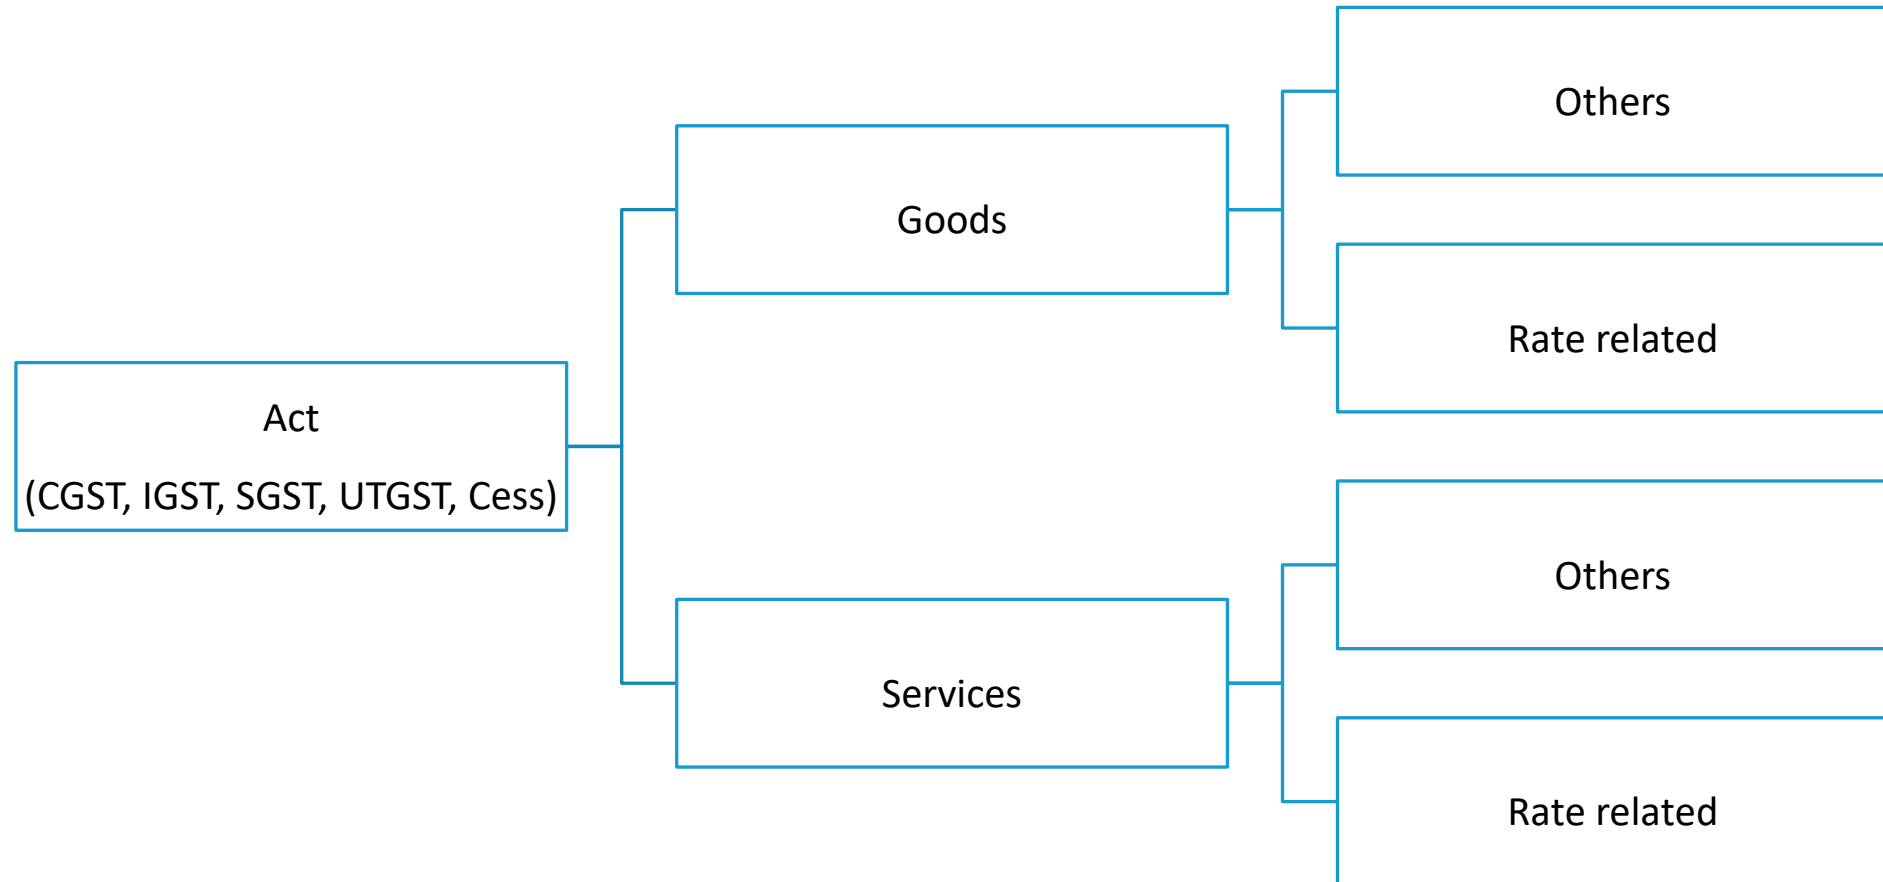 Act
(CGST, IGST, SGST, UTGST, Cess)
Goods
Others
Rate related
Services
Others
Rate related